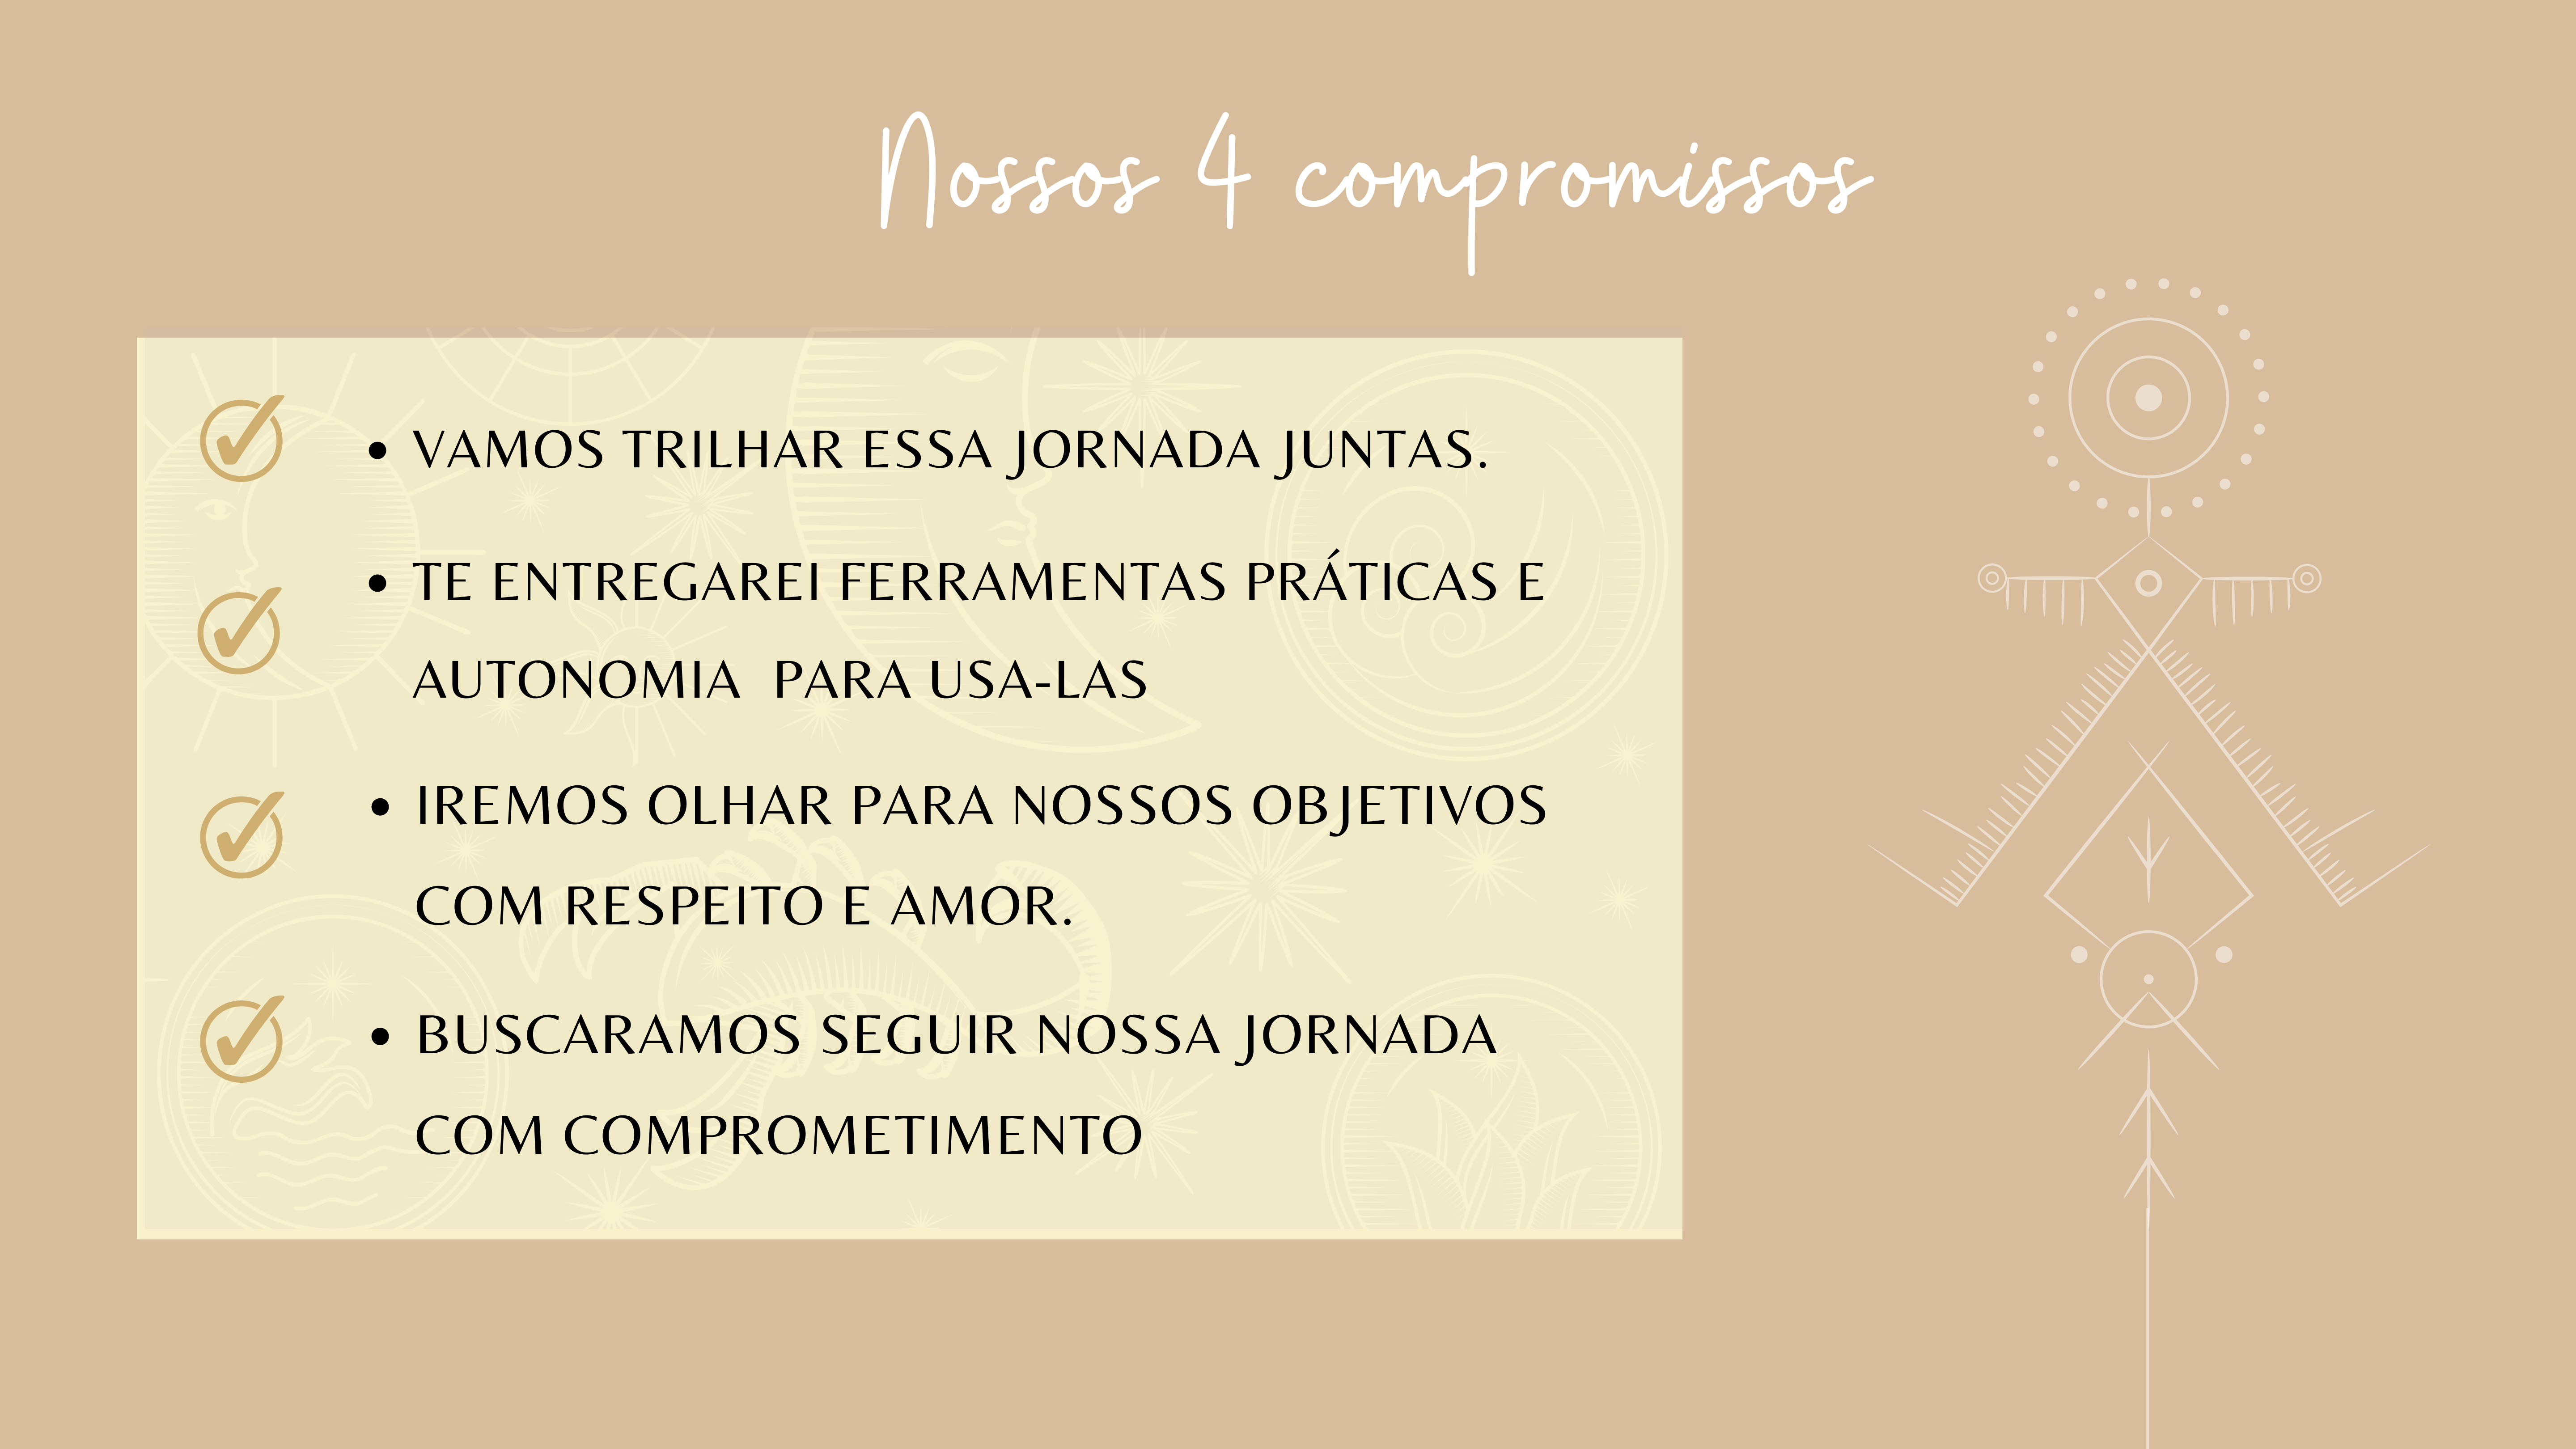 Nossos 4 compromissos
• VAMOS TRILHAR ESSA JORNADA JUNTAS.
• TE ENTREGAREI FERRAMENTAS PRÁTICAS E
AUTONOMIA  PARA USA-LAS
• IREMOS OLHAR PARA NOSSOS OBJETIVOS
COM RESPEITO E AMOR.
• BUSCARAMOS SEGUIR NOSSA JORNADA
COM COMPROMETIMENTO